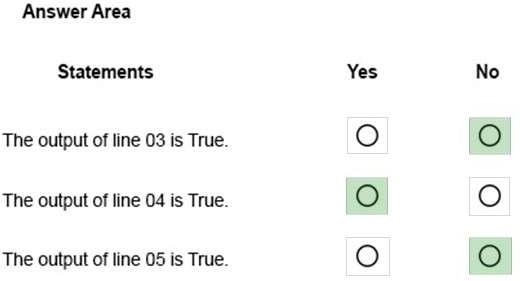 Answer Area
Statements Yes No
The output of line 03 is True.
The output of line 04 is True.
The output of line 05 is True.